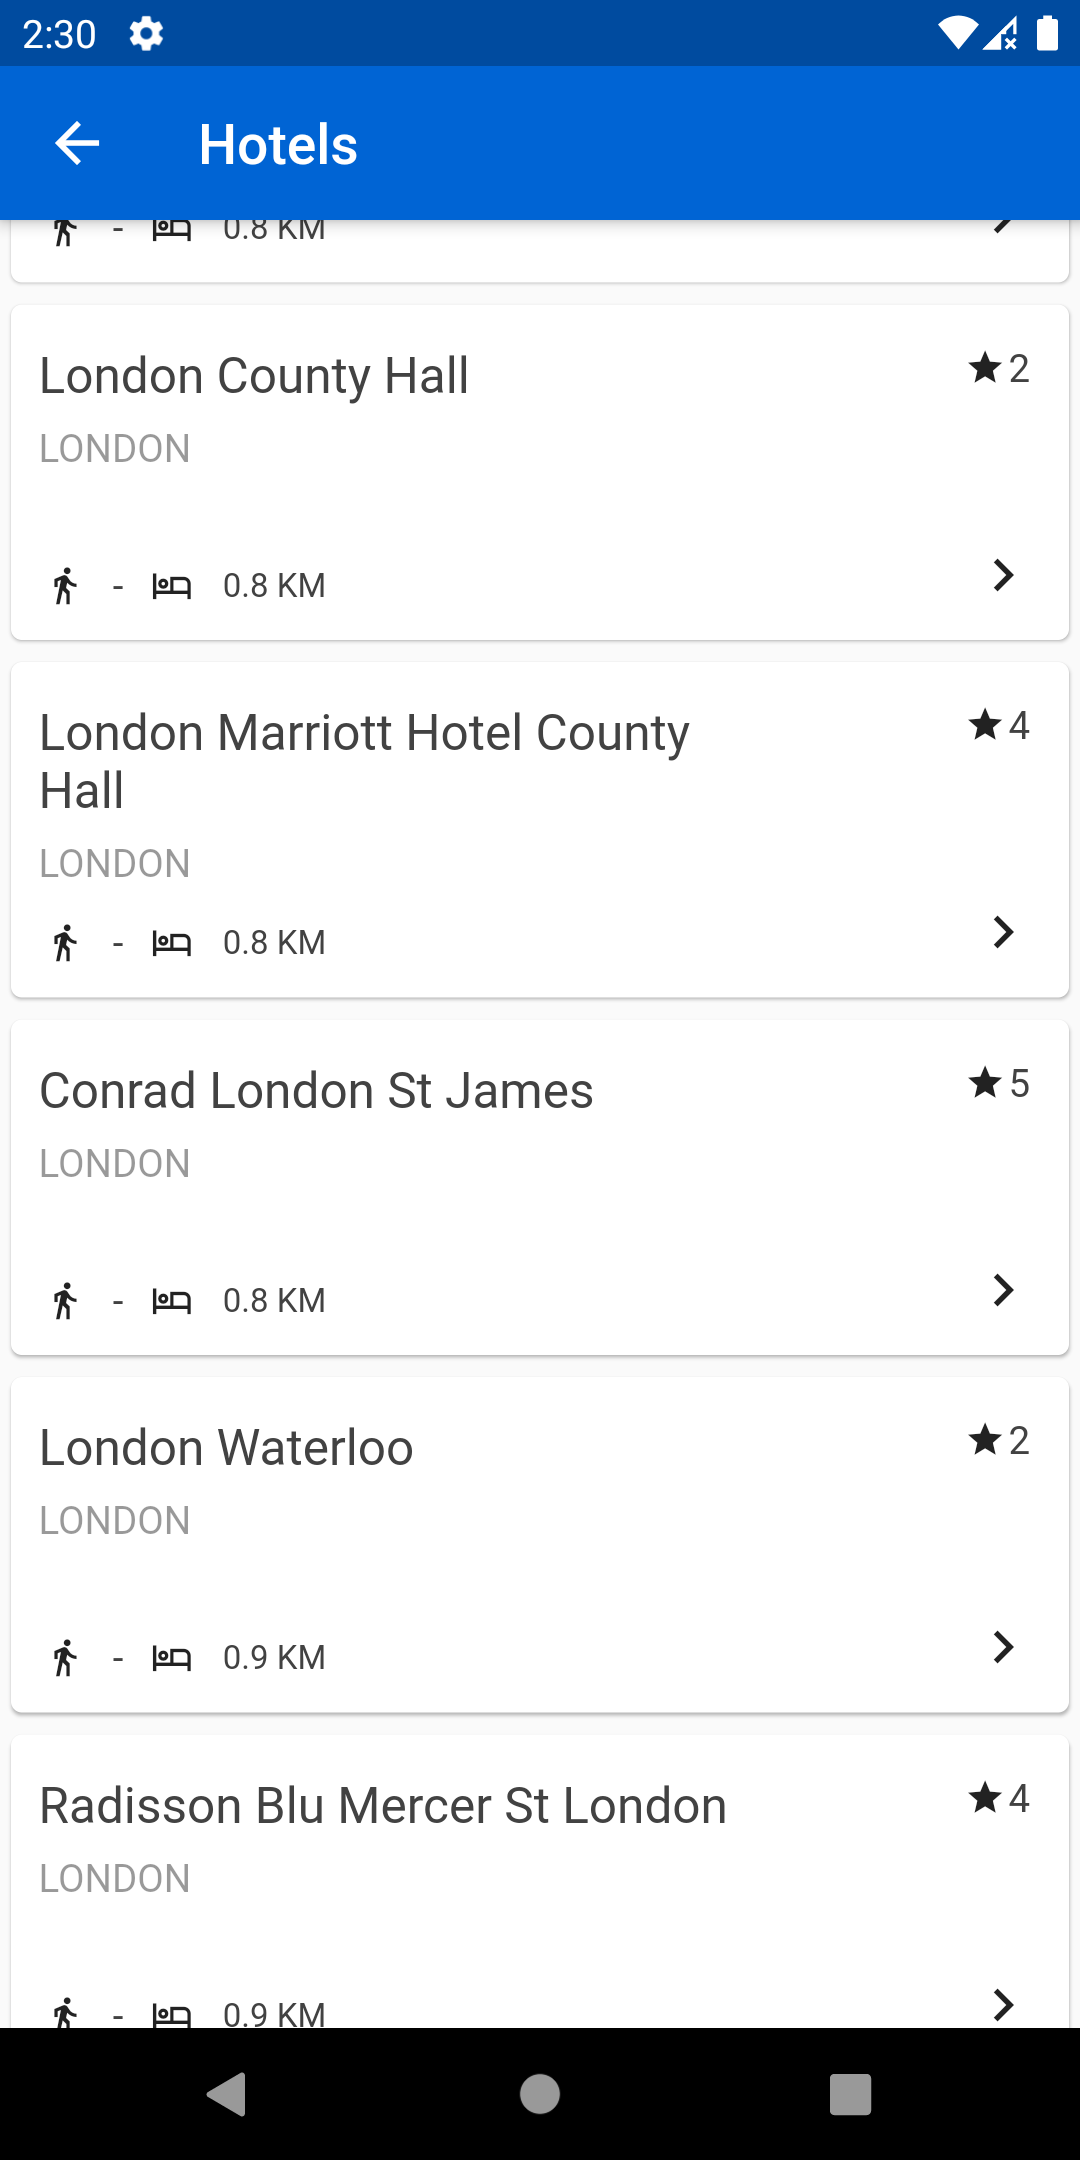 2:30
Hotels
- 0.8 KM
London County Hall
2
LONDON
- 0.8 KM
London Marriott Hotel County
Hall
4
LONDON
- 0.8 KM
Conrad London St James
5
LONDON
- 0.8 KM
London Waterloo
2
LONDON
- 0.9 KM
Radisson Blu Mercer St London
4
LONDON
- 0.9 KM